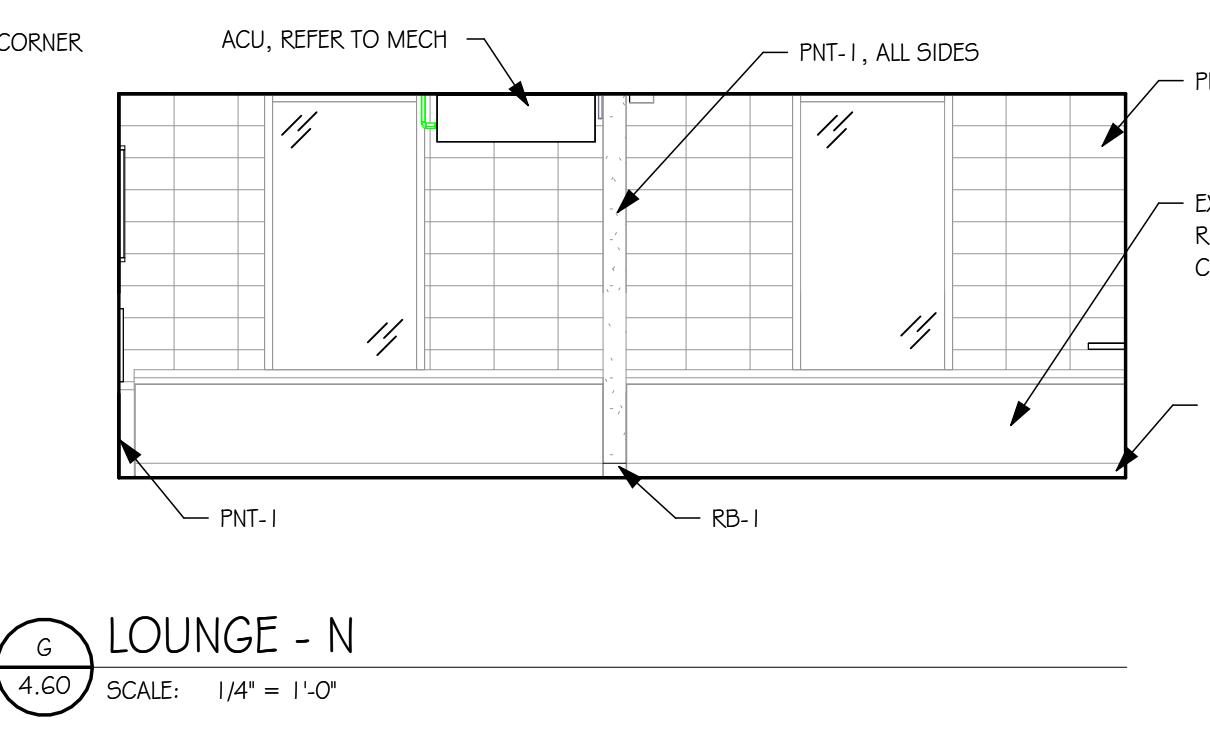 CORNER
ACU, REFER TO MECH
PNT-1, ALL SIDES
PNT-1
RB-1
G
4.60
LOUNGE - N
SCALE: 1/4" = 1'-0"